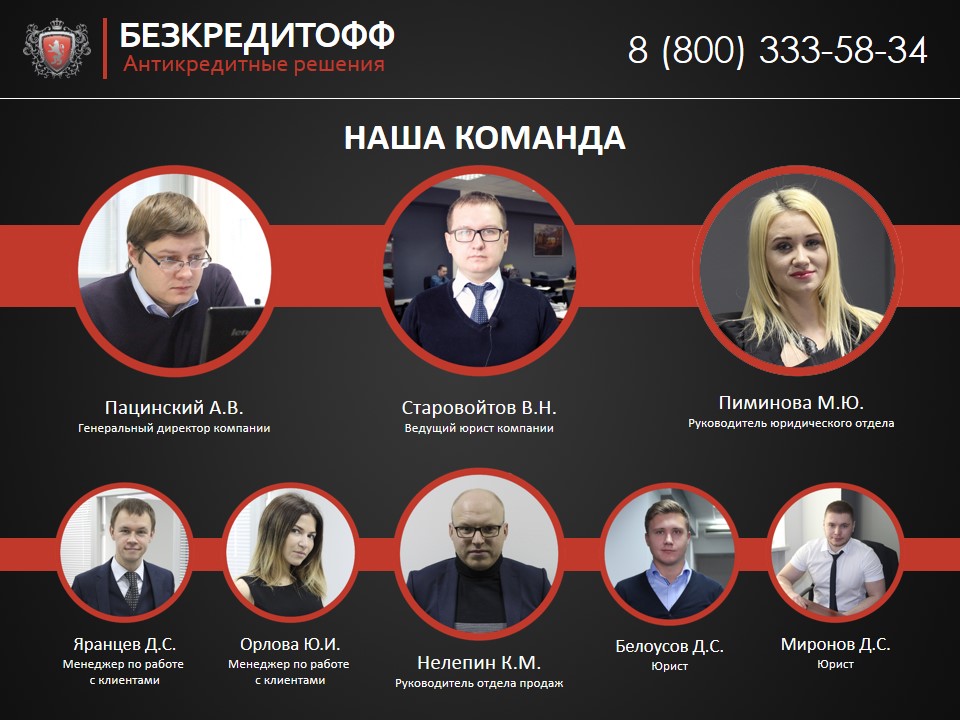 БЕЗКРЕДИТОФФ
Антикредитные решения
8 (800) 333-58-34
НАША КОМАНДА
Пацинский А.В.
Генеральный директор компании
Старовойтов В.Н.
Ведущий юрист компании
Пиминова М.Ю.
Руководитель юридического отдела
Яранцев Д.С.
Менеджер по работе
с клиентами
Орлова Ю.И.
Менеджер по работе
с клиентами
Нелепин К.М.
Руководитель отдела продаж
Белоусов Д.С.
Юрист
Миронов Д.С.
Юрист